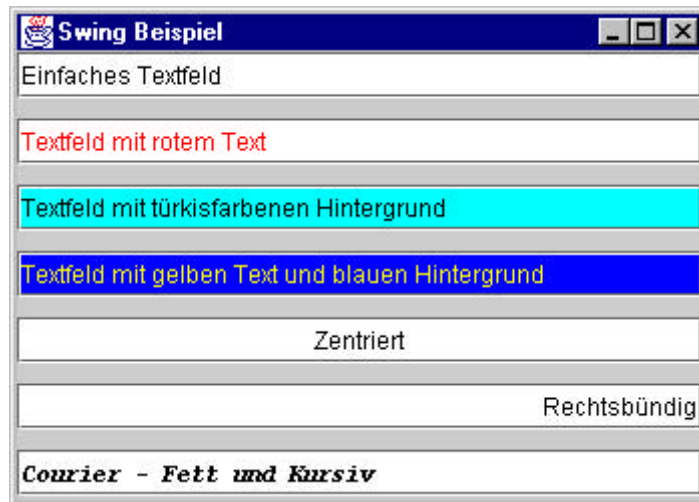 Swing Beispiel
Einfaches Textfeld
Textfeld mit rotem Text
Textfeld mit türkisfarbenen Hintergrund
Textfeld mit gelben Text und blauen Hintergrund
Zentriert
Rechtsbündig
Courier - Fett und Kursiv